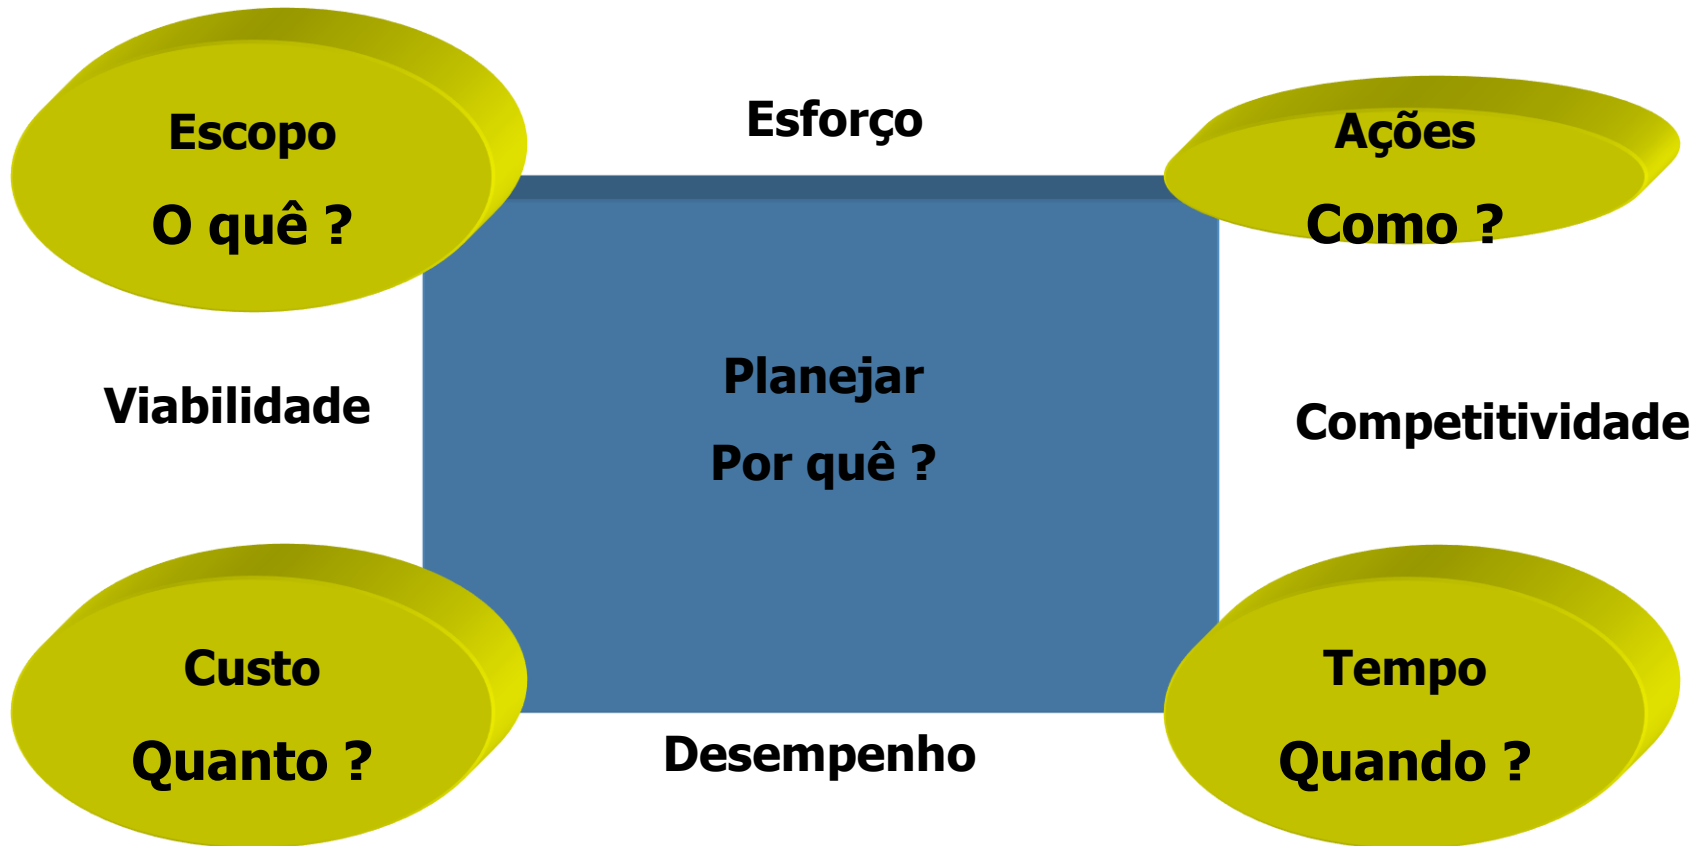 Escopo
O quê ?
Esforço
Ações
Como ?
Viabilidade
Planejar
Por quê ?
Competitividade
Custo
Quanto ?
Desempenho
Tempo
Quando ?